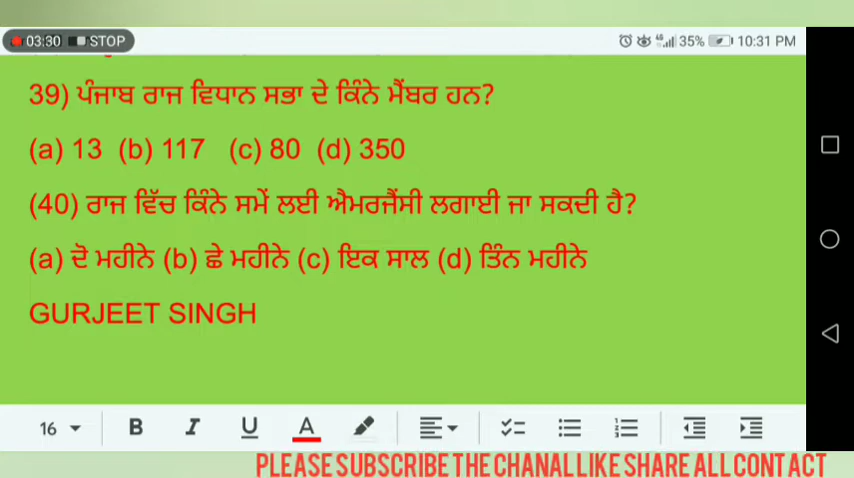 03:30 STOP 4G 35% 10:31 PM
39) ਪੰਜਾਬ ਰਾਜ ਵਿਧਾਨ ਸਭਾ ਦੇ ਕਿੰਨੇ ਮੈਂਬਰ ਹਨ?
(a) 13 (b) 117 (c) 80 (d) 350
(40) ਰਾਜ ਵਿੱਚ ਕਿੰਨੇ ਸਮੇਂ ਲਈ ਐਮਰਜੈਂਸੀ ਲਗਾਈ ਜਾ ਸਕਦੀ ਹੈ?
(a) ਦੋ ਮਹੀਨੇ (b) ਛੇ ਮਹੀਨੇ (c) ਇਕ ਸਾਲ (d) ਤਿੰਨ ਮਹੀਨੇ
GURJEET SINGH
16 B I U A
PLEASE SUBSCRIBE THE CHANAL LIKE SHARE ALL CONTACT